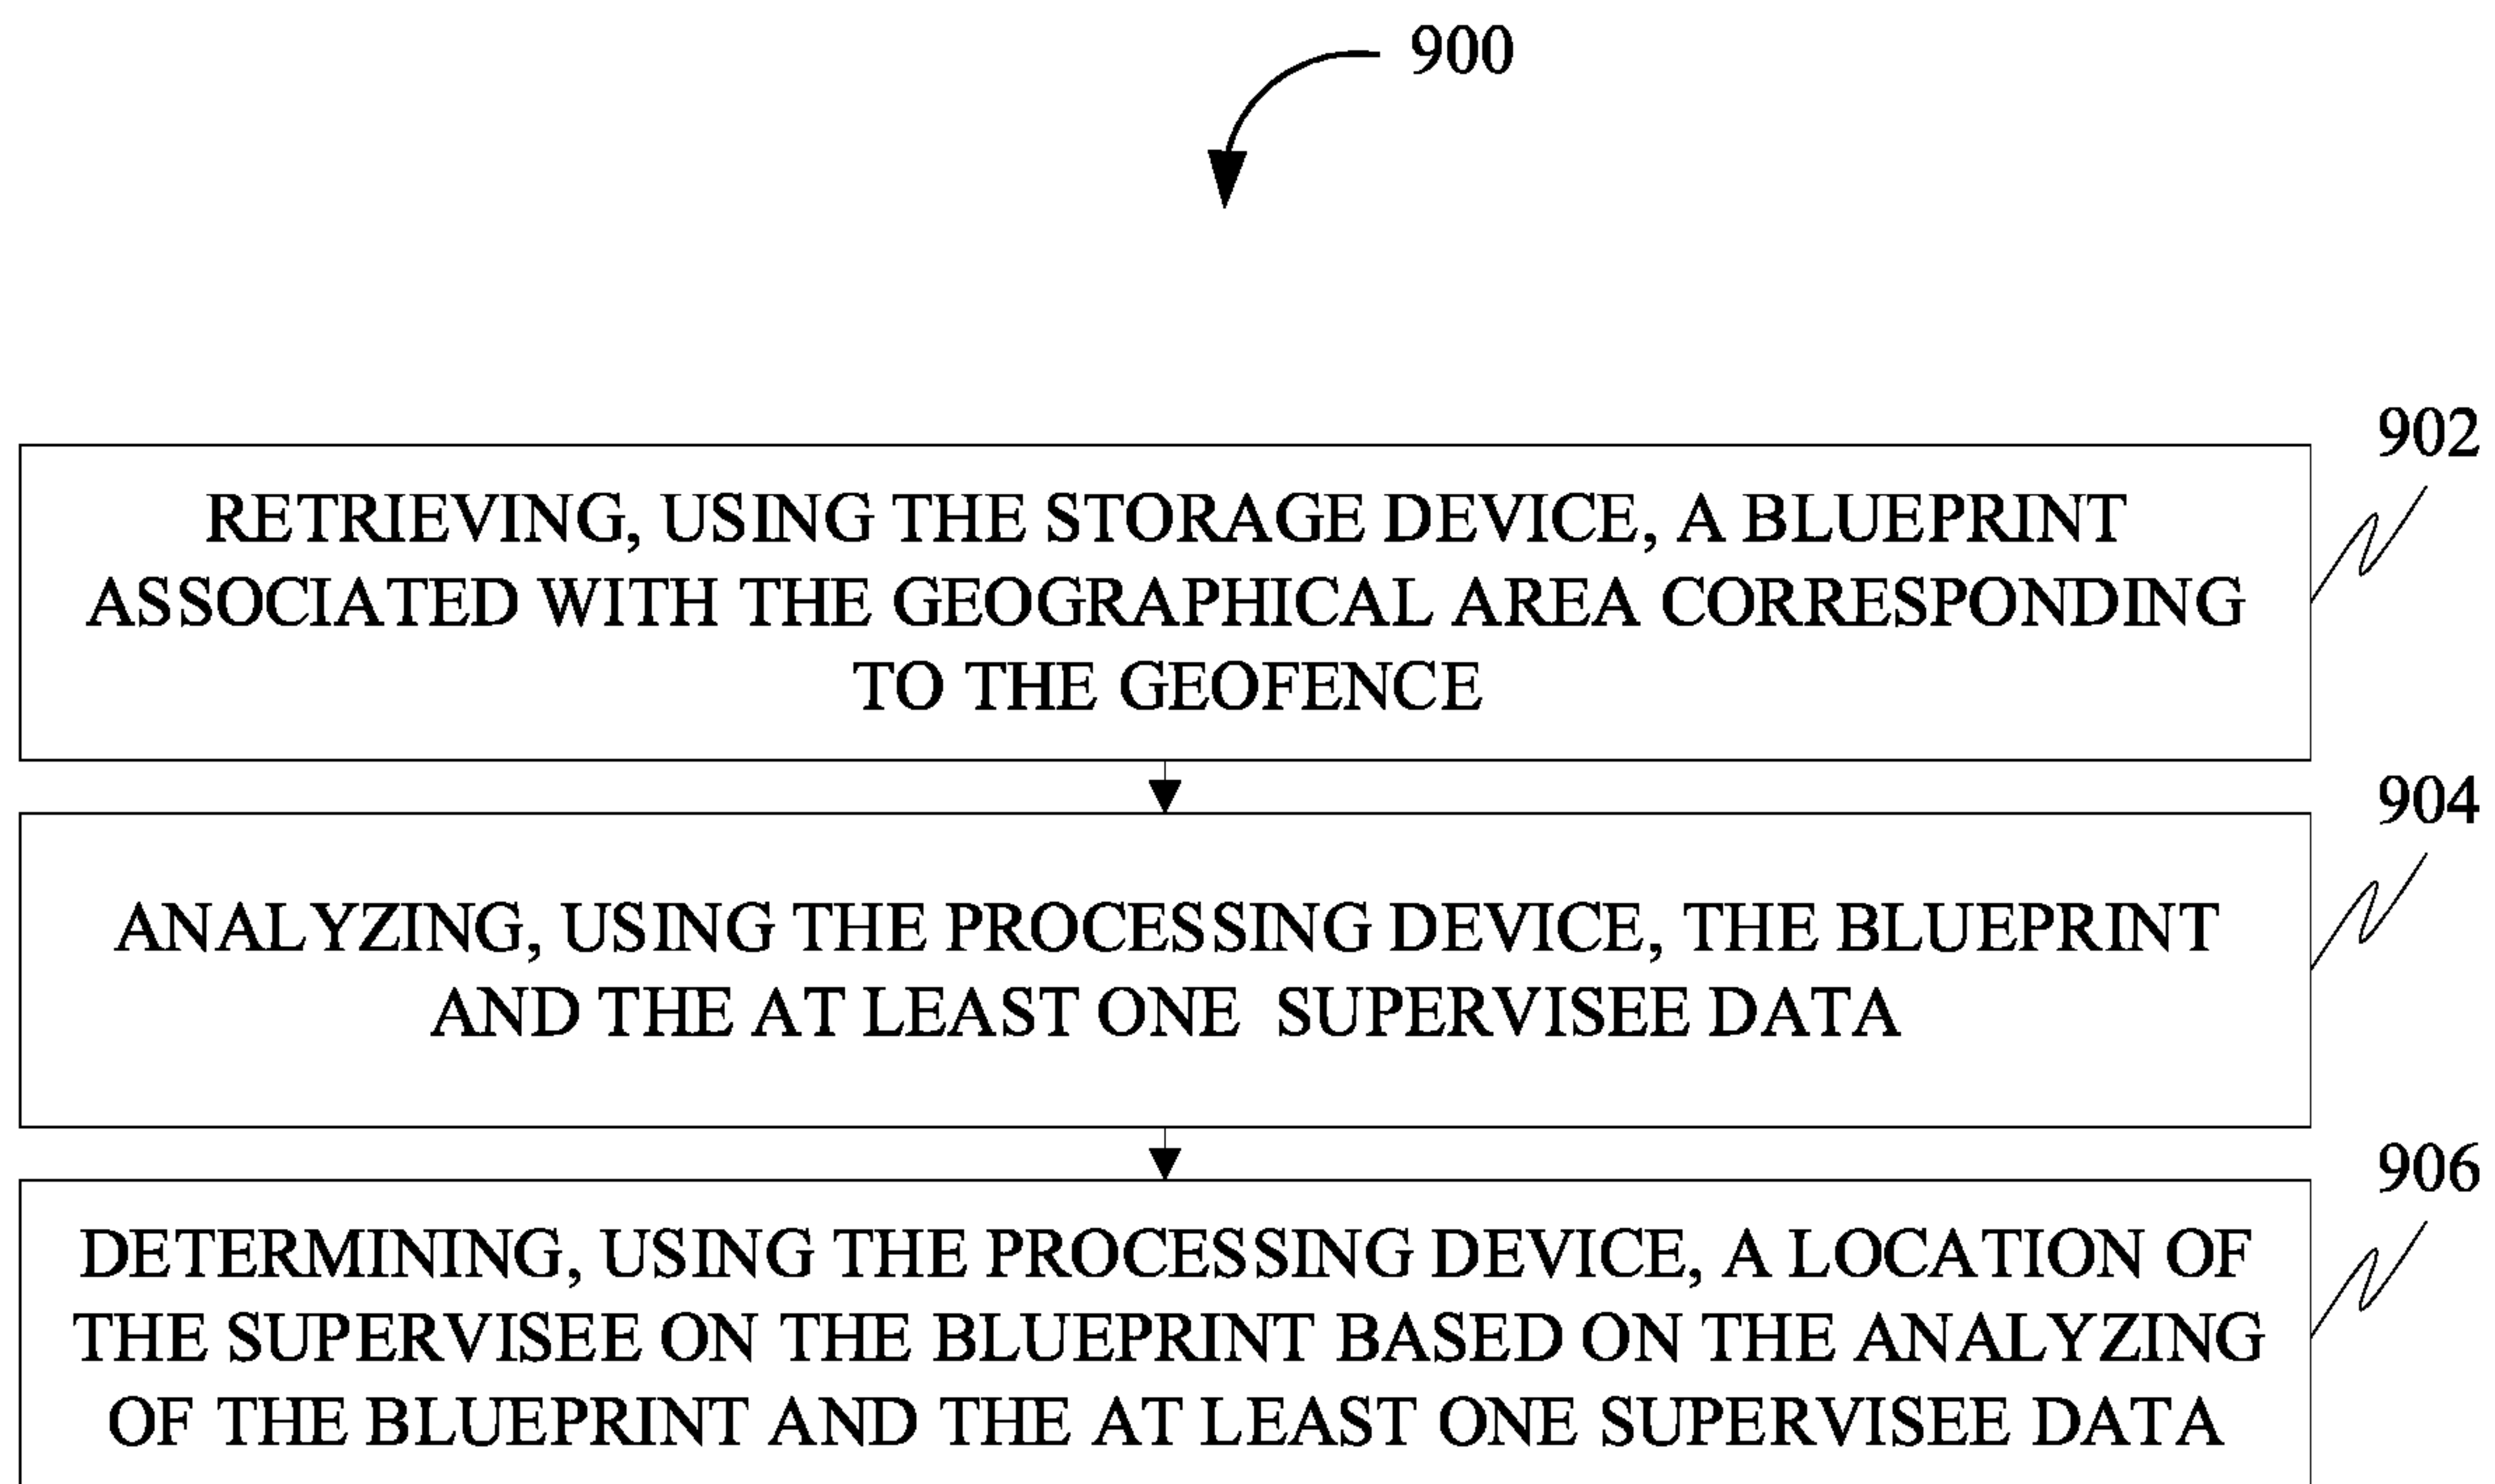 900
902
RETRIEVING, USING THE STORAGE DEVICE, A BLUEPRINT
ASSOCIATED WITH THE GEOGRAPHICAL AREA CORRESPONDING
TO THE GEOFENCE
904
ANALYZING, USING THE PROCESSING DEVICE, THE BLUEPRINT
AND THE AT LEAST ONE SUPERVISEE DATA
906
DETERMINING, USING THE PROCESSING DEVICE, A LOCATION OF
THE SUPERVISEE ON THE BLUEPRINT BASED ON THE ANALYZING
OF THE BLUEPRINT AND THE AT LEAST ONE SUPERVISEE DATA